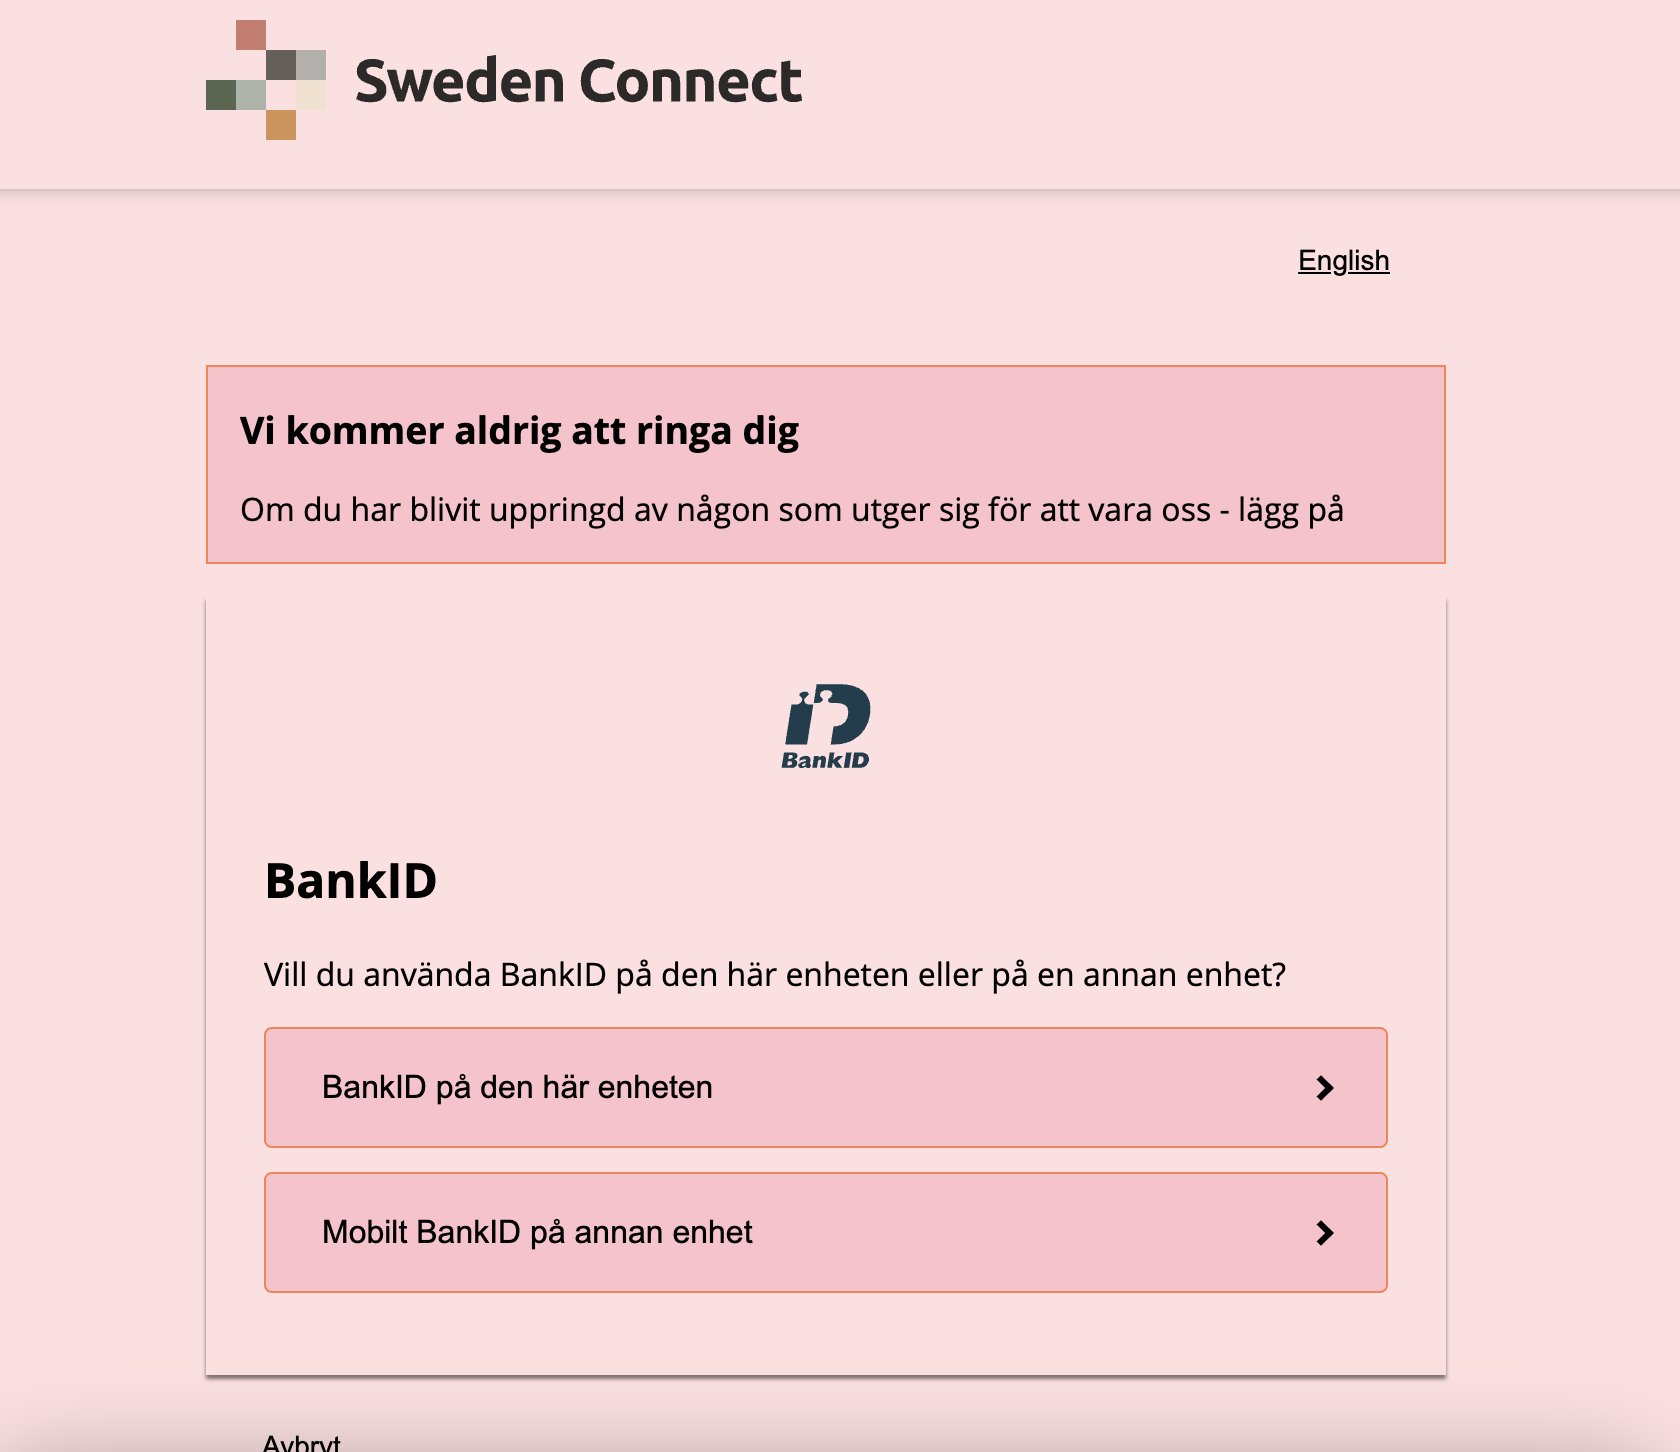 Sweden Connect
English
Vi kommer aldrig att ringa dig
Om du har blivit uppringd av någon som utger sig för att vara oss - lägg på
BankID
BankID
Vill du använda BankID på den här enheten eller på en annan enhet?
BankID på den här enheten
Mobilt BankID på annan enhet
Avbryt